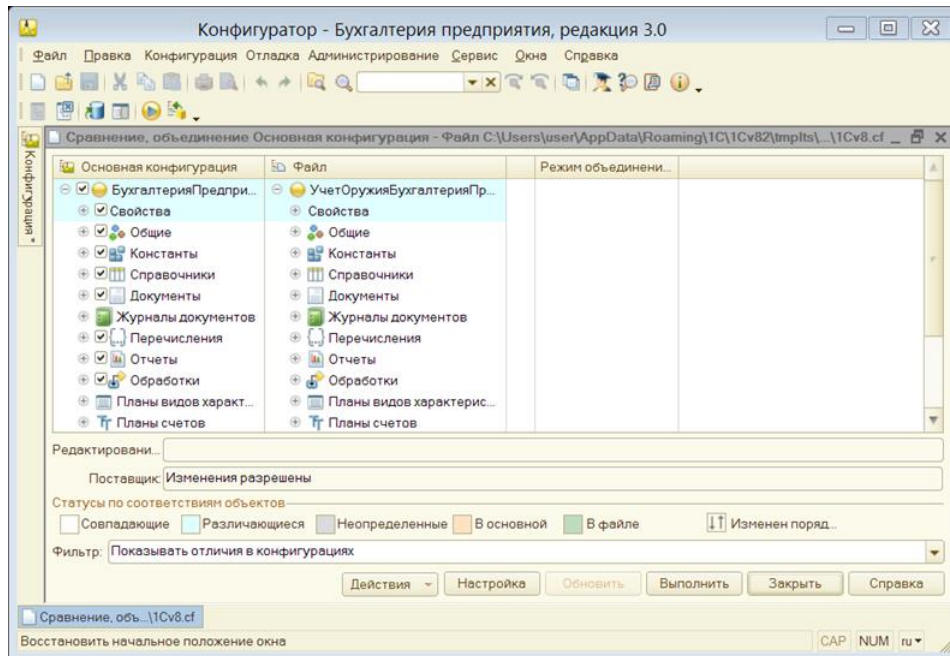 Конфигуратор - Бухгалтерия предприятия, редакция 3.0
Файл Правка Конфигурация Отладка Администрирование Сервис Окна Справка
Конфигурация *
Сравнение, объединение Основная конфигурация - Файл C:\Users\user\AppData\Roaming\1C\1Cv82\tmplts\...\1Cv8.cf
Основная конфигурация Файл Режим объединени...
БухгалтерияПредпри... УчетОружияБухгалтерияПр...
Свойства Свойства
Общие Общие
Константы Константы
Справочники Справочники
Документы Документы
Журналы документов Журналы документов
Перечисления Перечисления
Отчеты Отчеты
Обработки Обработки
Планы видов характ... Планы видов характерис...
Планы счетов Планы счетов
Редактировани...
Поставщик: Изменения разрешены
Статусы по соответствиям объектов
Совпадающие Различающиеся Неопределенные В основной В файле Изменен поряд...
Фильтр: Показывать отличия в конфигурациях
Действия Настройка Обновить Выполнить Закрыть Справка
Сравнение, объ...\1Cv8.cf
Восстановить начальное положение окна CAP NUM ru